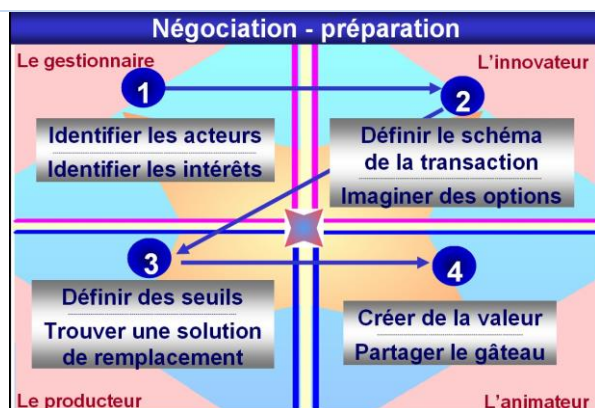 Négociation - préparation
Le gestionnaire
L'innovateur
1
2
Identifier les acteurs
Identifier les intérêts
Définir le schéma
de la transaction
Imaginer des options
3
4
Définir des seuils
Trouver une solution
de remplacement
Créer de la valeur
Partager le gâteau
Le producteur
L'animateur